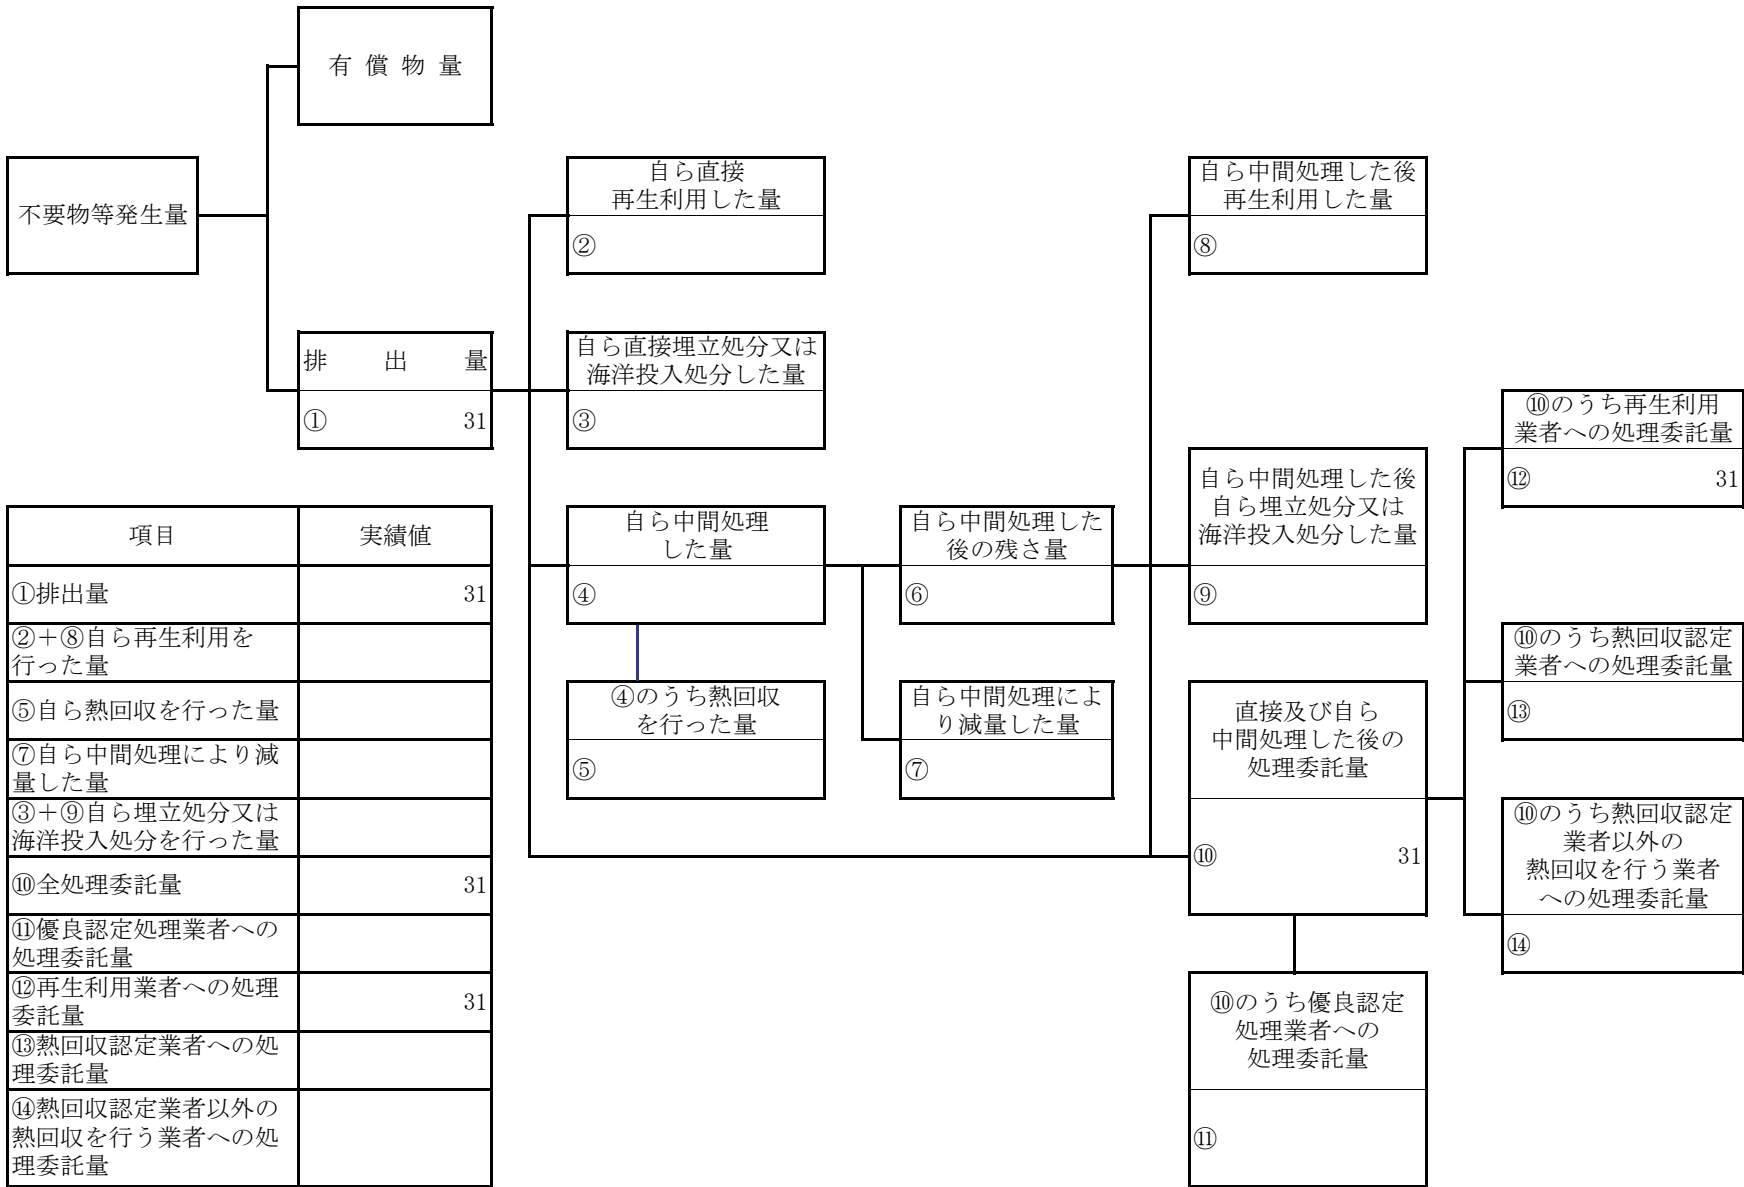 有償物量
不要物等発生量
自ら直接
再生利用した量
②
自ら中間処理した後
再生利用した量
⑧
排出量
① 31
自ら直接埋立処分又は
海洋投入処分した量
③
⑩のうち再生利用
業者への処理委託量
⑫ 31
自ら中間処理した後
自ら埋立処分又は
海洋投入処分した量
⑨
自ら中間処理
した量
④
自ら中間処理した
後の残さ量
⑥
⑩のうち熱回収認定
業者への処理委託量
⑬
④のうち熱回収
を行った量
⑤
自ら中間処理によ
り減量した量
⑦
直接及び自ら
中間処理した後の
処理委託量
⑩ 31
⑩のうち熱回収認定
業者以外の
熱回収を行う業者
への処理委託量
⑭
⑩のうち優良認定
処理業者への
処理委託量
⑪
項目 実績値
①排出量 31
②＋⑧自ら再生利用を
行った量
⑤自ら熱回収を行った量
⑦自ら中間処理により減
量した量
③＋⑨自ら埋立処分又は
海洋投入処分を行った量
⑩全処理委託量 31
⑪優良認定処理業者への
処理委託量
⑫再生利用業者への処理
委託量 31
⑬熱回収認定業者への処
理委託量
⑭熱回収認定業者以外の
熱回収を行う業者への処
理委託量